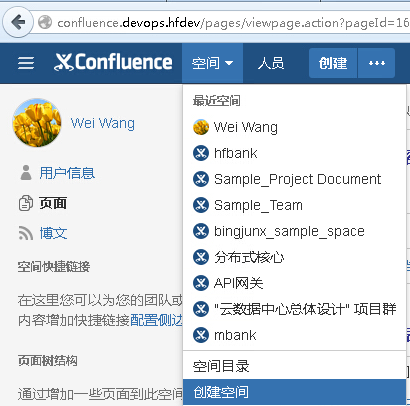 confluence.devops.hfdev/pages/viewpage.action?pageId=16
Confluence
空间
人员
创建
最近空间
Wei Wang
hfbank
Sample_Project Document
Sample_Team
bingjunx_sample_space
分布式核心
API网关
"云数据中心总体设计" 项目群
mbank
空间目录
创建空间
Wei Wang
用户信息
页面
博文
空间快捷链接
在这里您可以为您的团队或
内容增加快捷链接配置侧边
页面树结构
通过增加一些页面到此空间